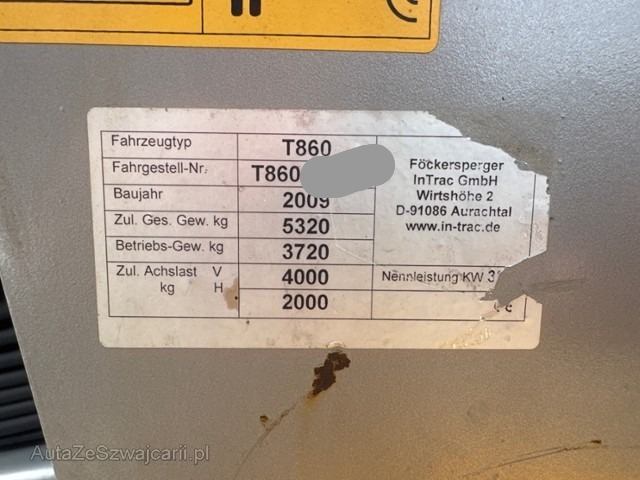 Fahrzeugtyp T860
Fahrgestell-Nr. T860
Baujahr 2009
Zul. Ges. Gew. kg 5320
Betriebs-Gew. kg 3720
Zul. Achslast V 4000
kg H 2000
Föckersperger
InTrac GmbH
Wirtshöhe 2
D-91086 Aurachtal
www.in-trac.de
Nennleistung KW
AutaZeSzwajcarii.pl